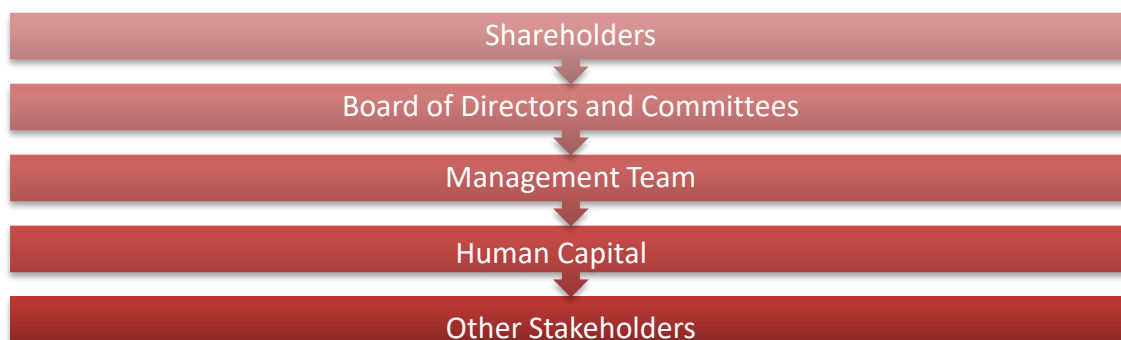 Shareholders
Board of Directors and Committees
Management Team
Human Capital
Other Stakeholders